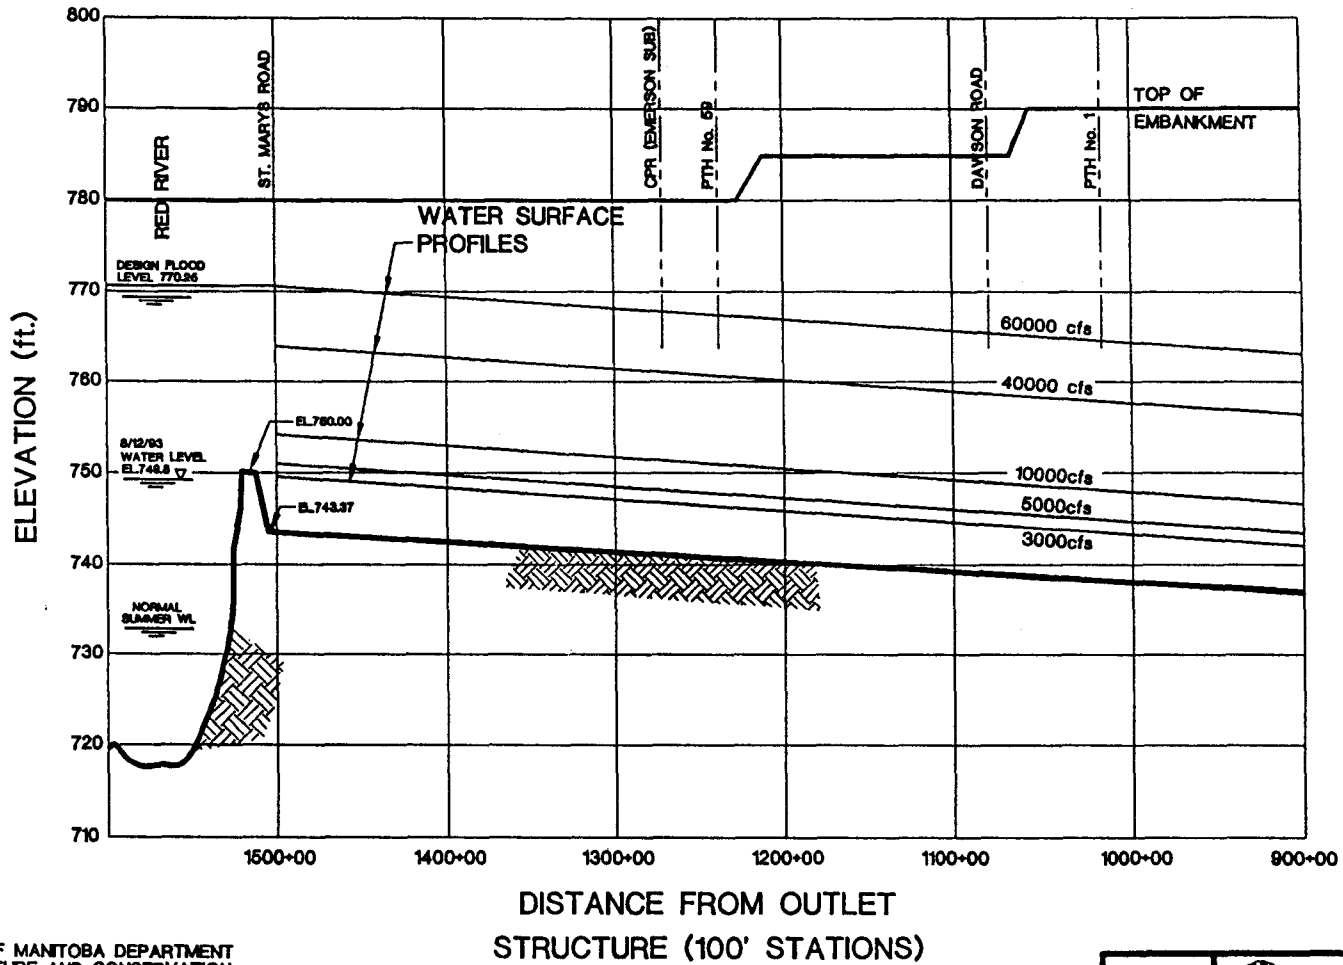 800
790
780
770
760
750
740
730
720
710
ELEVATION (ft.)
RED RIVER
ST. MARYS ROAD
CPR (EMERSON SUB)
PTH No. 59
DAWSON ROAD
PTH No. 1
TOP OF
EMBANKMENT
WATER SURFACE
PROFILES
DESIGN FLOOD
LEVEL 770.25
60000 cfs
40000 cfs
10000cfs
5000cfs
3000cfs
EL.750.00
8/12/93
WATER LEVEL
EL.749.8
EL.743.37
NORMAL
SUMMER WL
1500+00
1400+00
1300+00
1200+00
1100+00
1000+00
900+00
DISTANCE FROM OUTLET
STRUCTURE (100' STATIONS)
MANITOBA DEPARTMENT
AND CONSERVATION